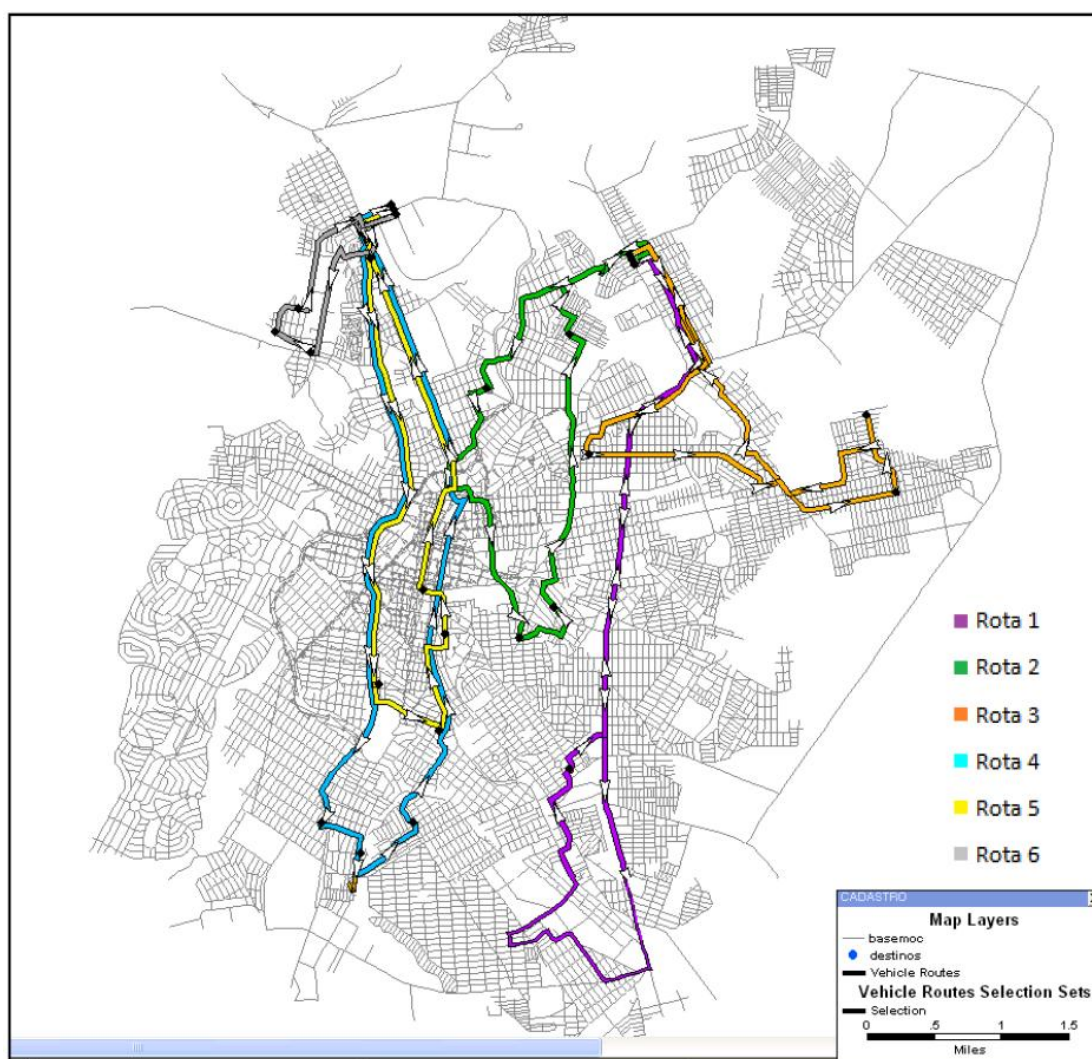 Rota 1
Rota 2
Rota 3
Rota 4
Rota 5
Rota 6
CADASTRO
Map Layers
basemoc
destinos
Vehicle Routes
Vehicle Routes Selection Sets
Selection
0 .5 1 1.5
Miles